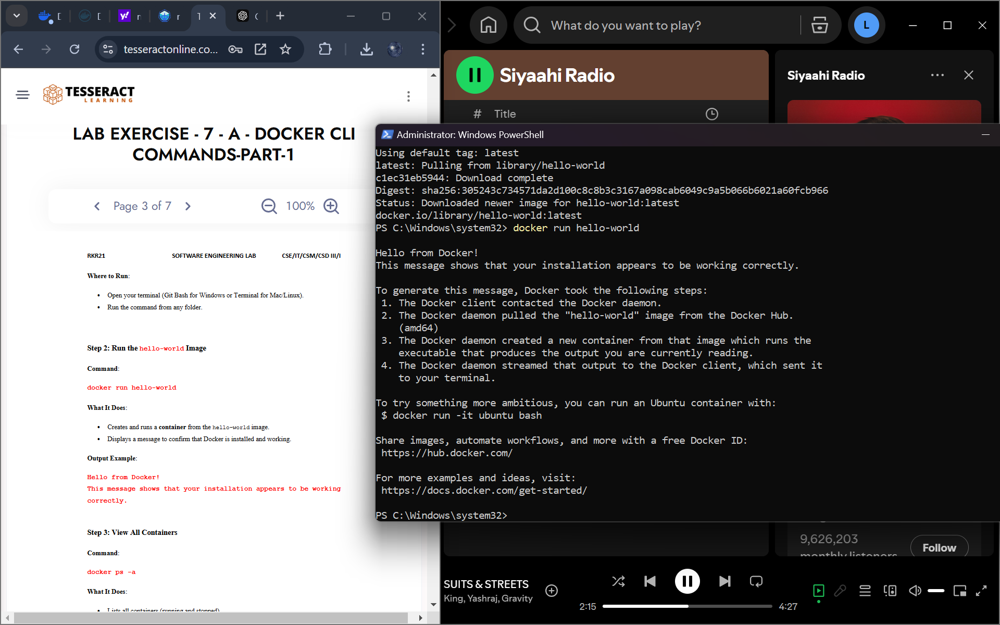 tesseractonline.co...
TESSERACT
LEARNING
LAB EXERCISE - 7 - A - DOCKER CLI
COMMANDS-PART-1
Page 3 of 7
100%
RKR21 SOFTWARE ENGINEERING LAB CSE/IT/CSM/CSD III/I
Where to Run:
• Open your terminal (Git Bash for Windows or Terminal for Mac/Linux).
• Run the command from any folder.
Step 2: Run the hello-world Image
Command:
docker run hello-world
What It Does:
• Creates and runs a container from the hello-world image.
• Displays a message to confirm that Docker is installed and working.
Output Example:
Hello from Docker!
This message shows that your installation appears to be working
correctly.
Step 3: View All Containers
Command:
docker ps -a
What It Does:
• Lists all containers (running and stopped)
What do you want to play?
L
Siyaahi Radio
# Title
Siyaahi Radio
Administrator: Windows PowerShell
Using default tag: latest
latest: Pulling from library/hello-world
c1ec31eb5944: Download complete
Digest: sha256:305243c734571da2d100c8c8b3c3167a098cab6049c9a5b066b6021a60fcb966
Status: Downloaded newer image for hello-world:latest
docker.io/library/hello-world:latest
PS C:\Windows\system32> docker run hello-world
Hello from Docker!
This message shows that your installation appears to be working correctly.
To generate this message, Docker took the following steps:
1. The Docker client contacted the Docker daemon.
2. The Docker daemon pulled the "hello-world" image from the Docker Hub.
(amd64)
3. The Docker daemon created a new container from that image which runs the
executable that produces the output you are currently reading.
4. The Docker daemon streamed that output to the Docker client, which sent it
to your terminal.
To try something more ambitious, you can run an Ubuntu container with:
$ docker run -it ubuntu bash
Share images, automate workflows, and more with a free Docker ID:
https://hub.docker.com/
For more examples and ideas, visit:
https://docs.docker.com/get-started/
PS C:\Windows\system32>
9,626,203
monthly listeners
Follow
SUITS & STREETS
King, Yashraj, Gravity
2:15
4:27